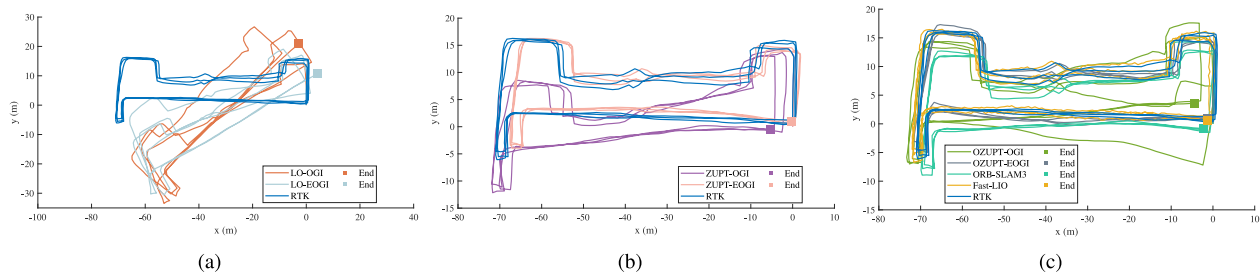 40
30
20
10
0
-10
-20
-30
y (m)
LO-OGI End
LO-EOGI End
RTK
-100 -80 -60 -40 -20 0 20 40
x (m)
(a)
25
20
15
10
5
0
-5
-10
-15
y (m)
ZUPT-OGI End
ZUPT-EOGI End
RTK
-80 -70 -60 -50 -40 -30 -20 -10 0 10
x (m)
(b)
20
15
10
5
0
-5
-10
-15
y (m)
OZUPT-OGI End
OZUPT-EOGI End
ORB-SLAM3 End
Fast-LIO End
RTK
-80 -70 -60 -50 -40 -30 -20 -10 0 10
x (m)
(c)